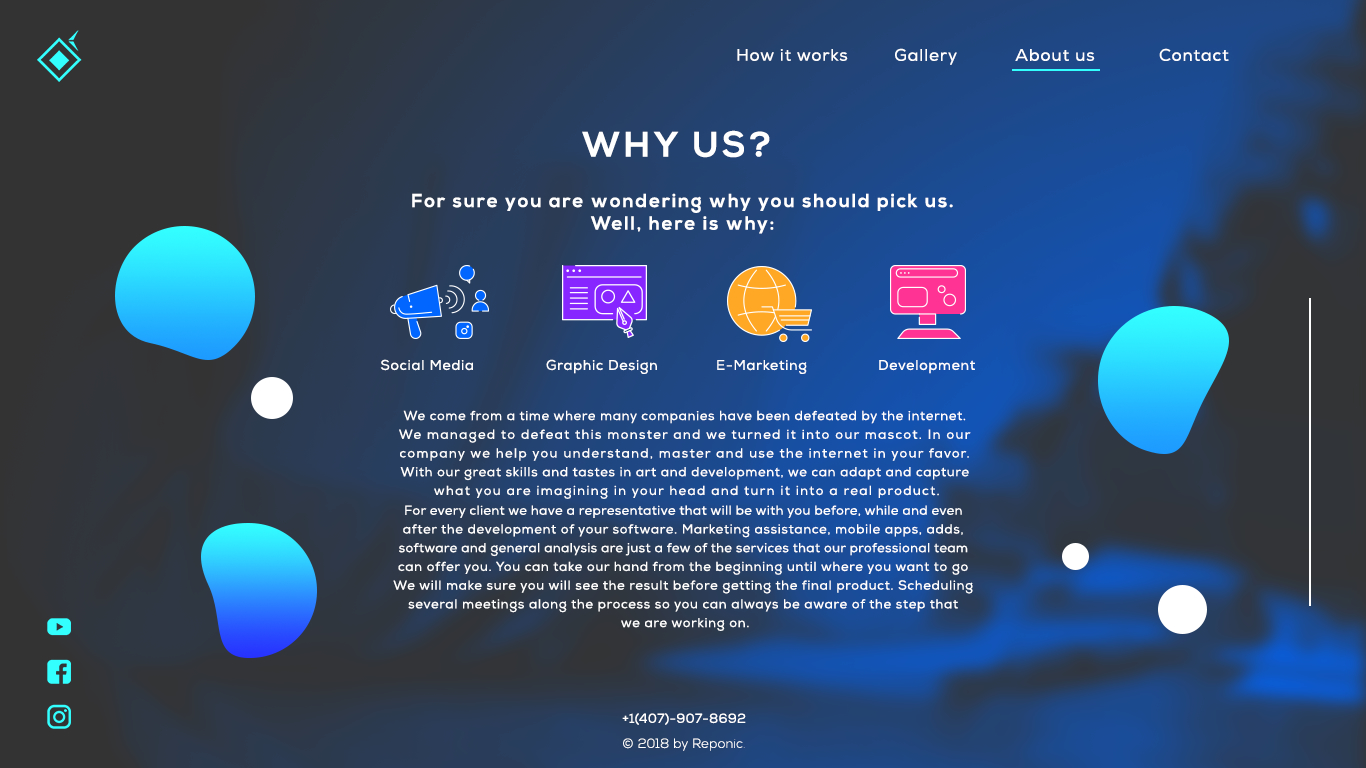 How it works Gallery About us Contact
WHY US?
For sure you are wondering why you should pick us.
Well, here is why:
Social Media Graphic Design E-Marketing Development
We come from a time where many companies have been defeated by the internet.
We managed to defeat this monster and we turned it into our mascot. In our
company we help you understand, master and use the internet in your favor.
With our great skills and tastes in art and development, we can adapt and capture
what you are imagining in your head and turn it into a real product.
For every client we have a representative that will be with you before, while and even
after the development of your software. Marketing assistance, mobile apps, adds,
software and general analysis are just a few of the services that our professional team
can offer you. You can take our hand from the beginning until where you want to go
We will make sure you will see the result before getting the final product. Scheduling
several meetings along the process so you can always be aware of the step that
we are working on.
+1(407)-907-8692
© 2018 by Reponic.